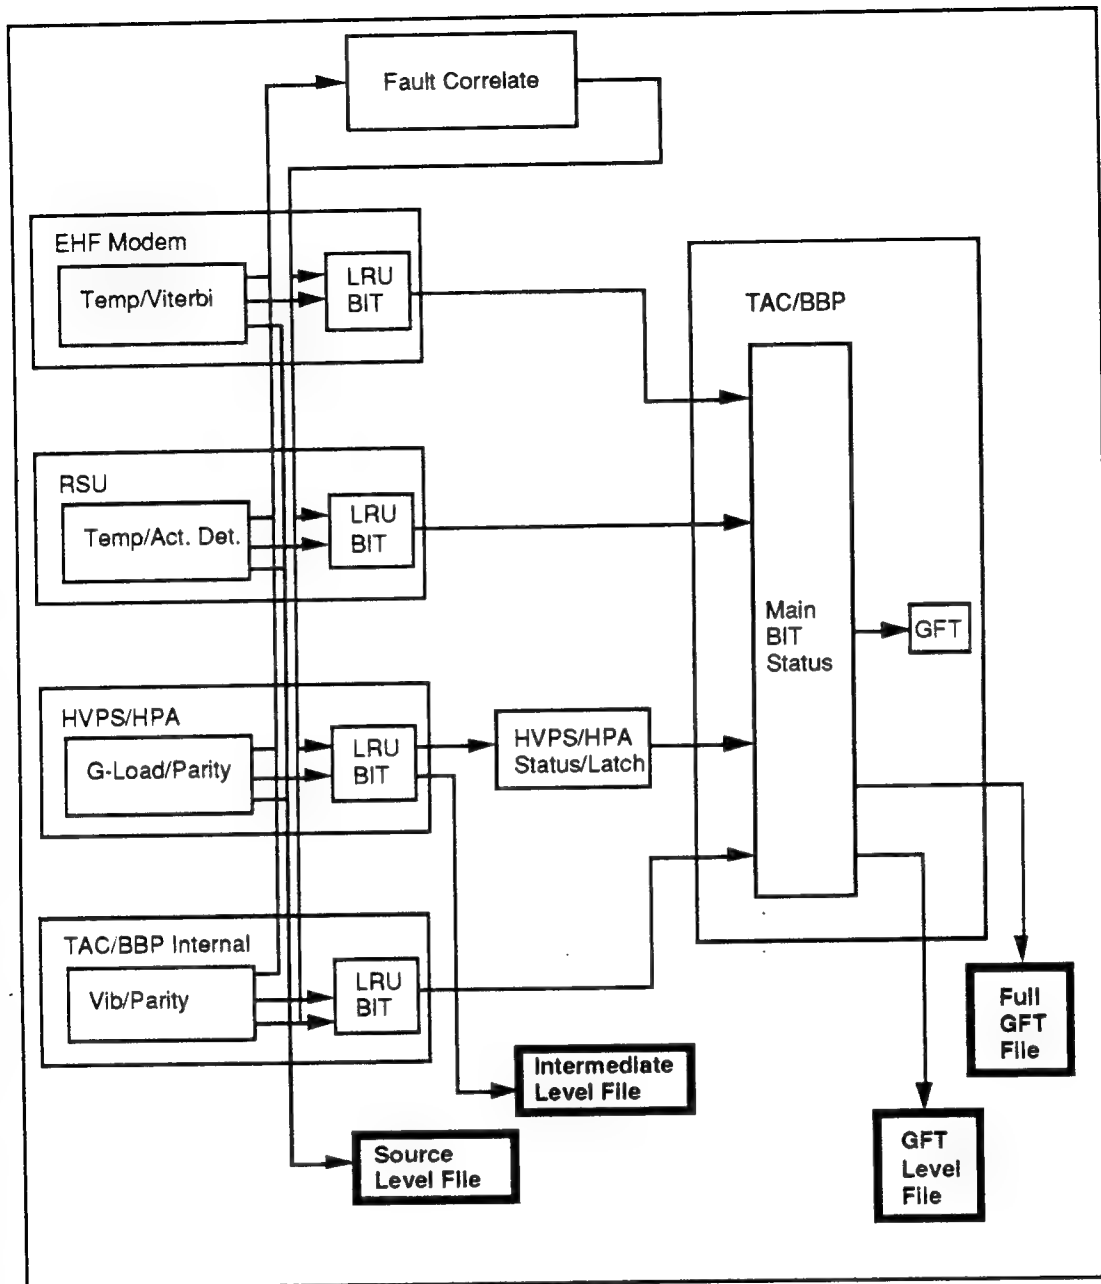 Fault Correlate
EHF Modem
Temp/Viterbi
LRU
BIT
TAC/BBP
RSU
Temp/Act. Det.
LRU
BIT
Main
BIT
Status
GFT
HVPS/HPA
G-Load/Parity
LRU
BIT
HVPS/HPA
Status/Latch
TAC/BBP Internal
Vib/Parity
LRU
BIT
Full
GFT
File
Intermediate
Level File
GFT
Level
File
Source
Level File